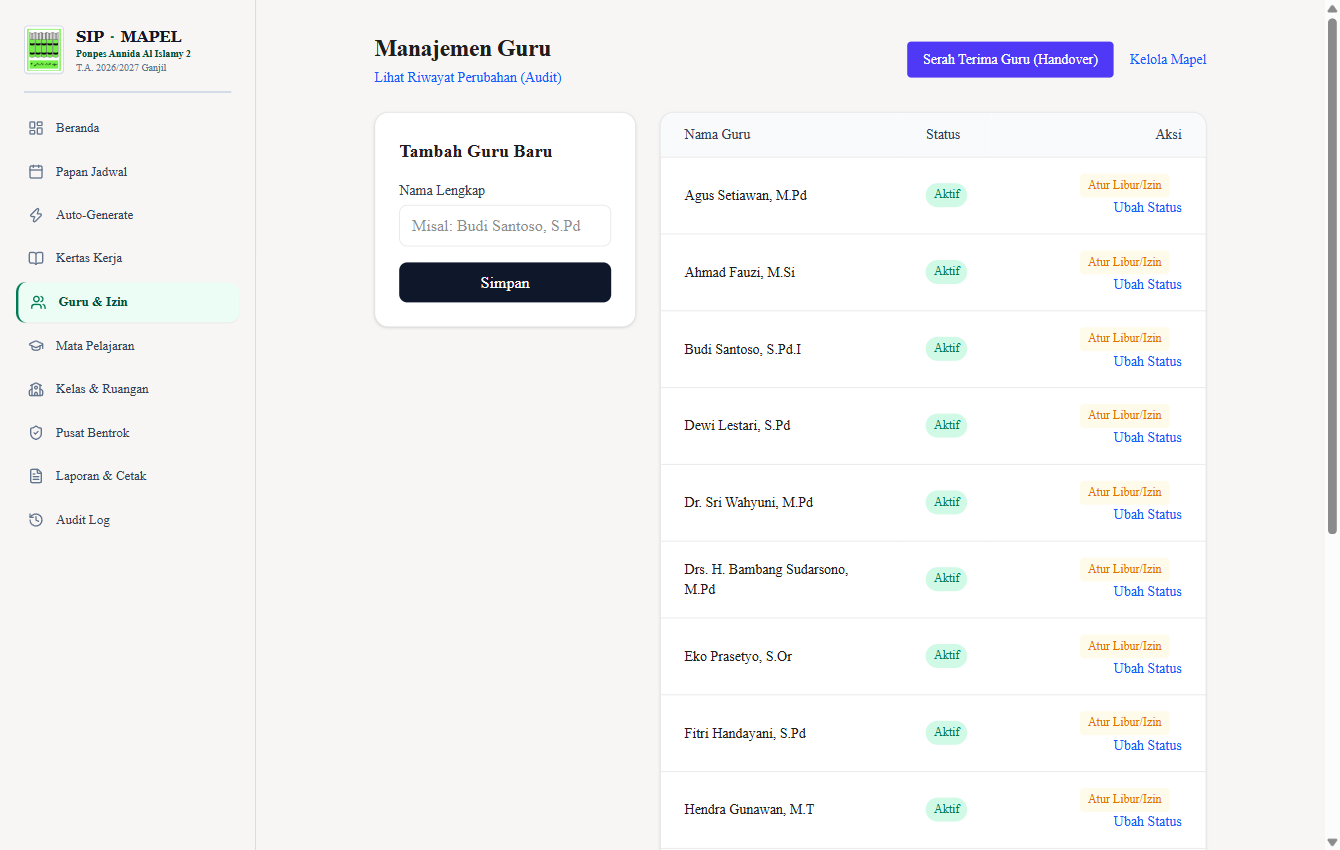 SIP · MAPEL
Ponpes Annida Al Islamy 2
T.A. 2026/2027 Ganjil
Beranda
Papan Jadwal
Auto-Generate
Kertas Kerja
Guru & Izin
Mata Pelajaran
Kelas & Ruangan
Pusat Bentrok
Laporan & Cetak
Audit Log
Manajemen Guru
Lihat Riwayat Perubahan (Audit)
Serah Terima Guru (Handover)
Kelola Mapel
Tambah Guru Baru
Nama Lengkap
Misal: Budi Santoso, S.Pd
Simpan
Nama Guru Status Aksi
Agus Setiawan, M.Pd Aktif Atur Libur/Izin
Ubah Status
Ahmad Fauzi, M.Si Aktif Atur Libur/Izin
Ubah Status
Budi Santoso, S.Pd.I Aktif Atur Libur/Izin
Ubah Status
Dewi Lestari, S.Pd Aktif Atur Libur/Izin
Ubah Status
Dr. Sri Wahyuni, M.Pd Aktif Atur Libur/Izin
Ubah Status
Drs. H. Bambang Sudarsono,
M.Pd Aktif Atur Libur/Izin
Ubah Status
Eko Prasetyo, S.Or Aktif Atur Libur/Izin
Ubah Status
Fitri Handayani, S.Pd Aktif Atur Libur/Izin
Ubah Status
Hendra Gunawan, M.T Aktif Atur Libur/Izin
Ubah Status